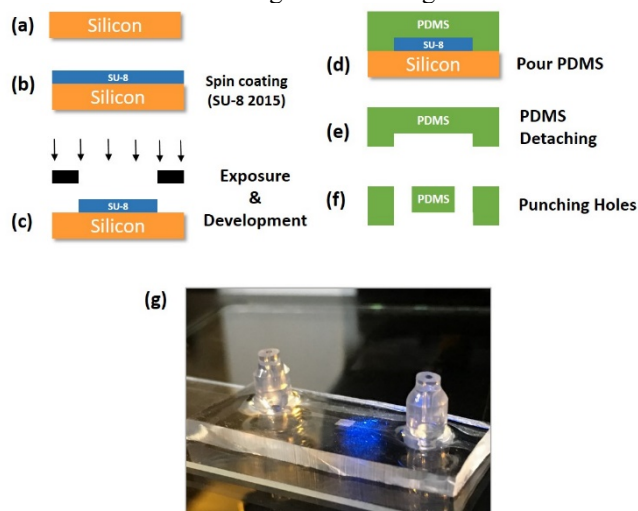 (a)
Silicon
(b)
SU-8
Silicon
Spin coating
(SU-8 2015)
(c)
SU-8
Silicon
Exposure
&
Development
(d)
PDMS
SU-8
Silicon
Pour PDMS
(e)
PDMS
PDMS
Detaching
(f)
PDMS
Punching Holes
(g)